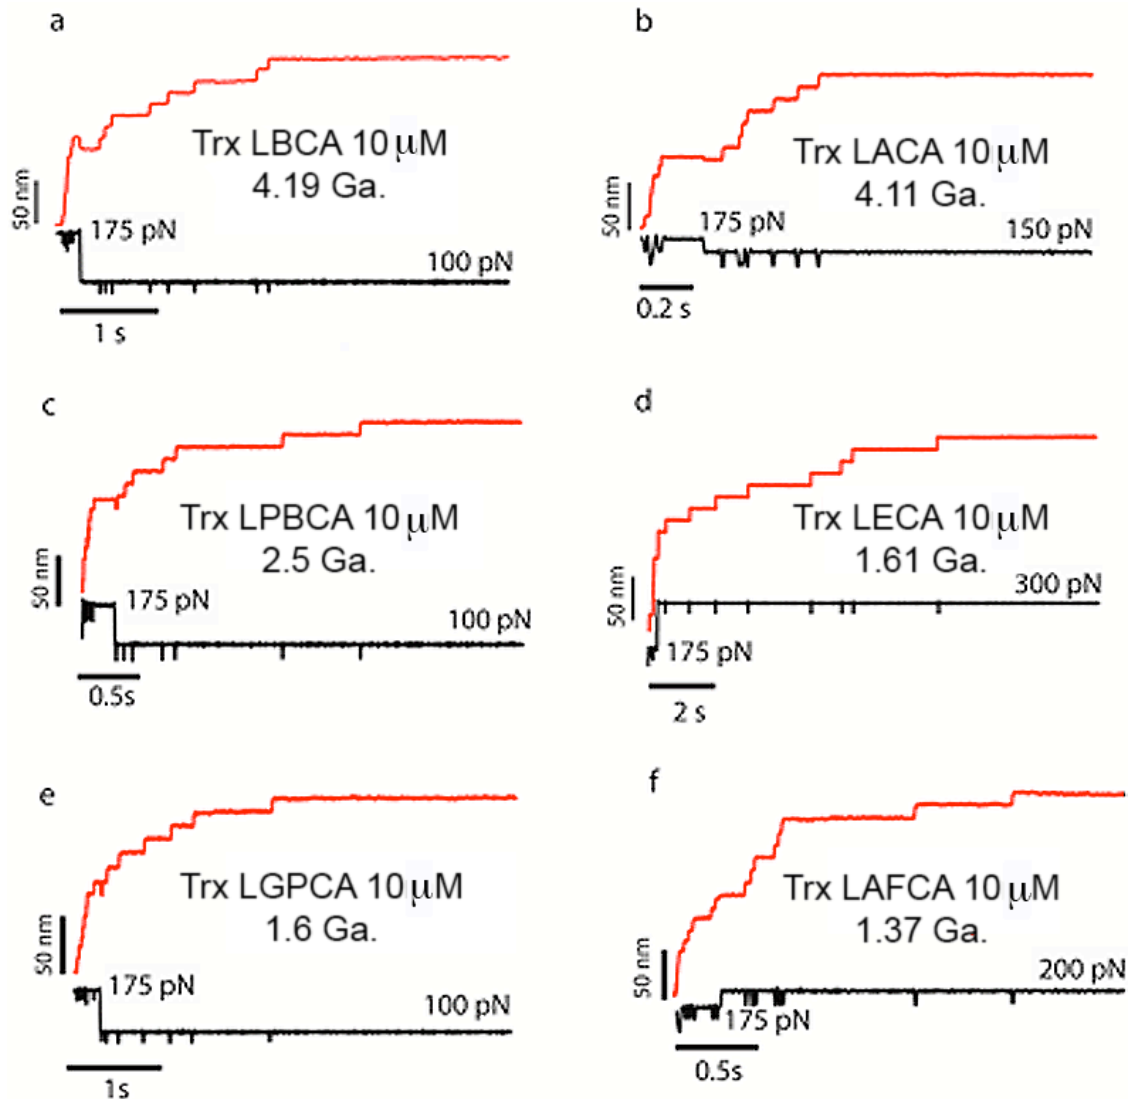 a
Trx LBCA 10 μM
4.19 Ga.
50 nm
175 pN
100 pN
1 s
b
Trx LACA 10 μM
4.11 Ga.
50 nm
175 pN
150 pN
0.2 s
c
Trx LPBCA 10 μM
2.5 Ga.
50 nm
175 pN
100 pN
0.5s
d
Trx LECA 10 μM
1.61 Ga.
50 nm
300 pN
175 pN
2 s
e
Trx LGPCA 10 μM
1.6 Ga.
50 nm
175 pN
100 pN
1s
f
Trx LAFCA 10 μM
1.37 Ga.
50 nm
200 pN
175 pN
0.5s